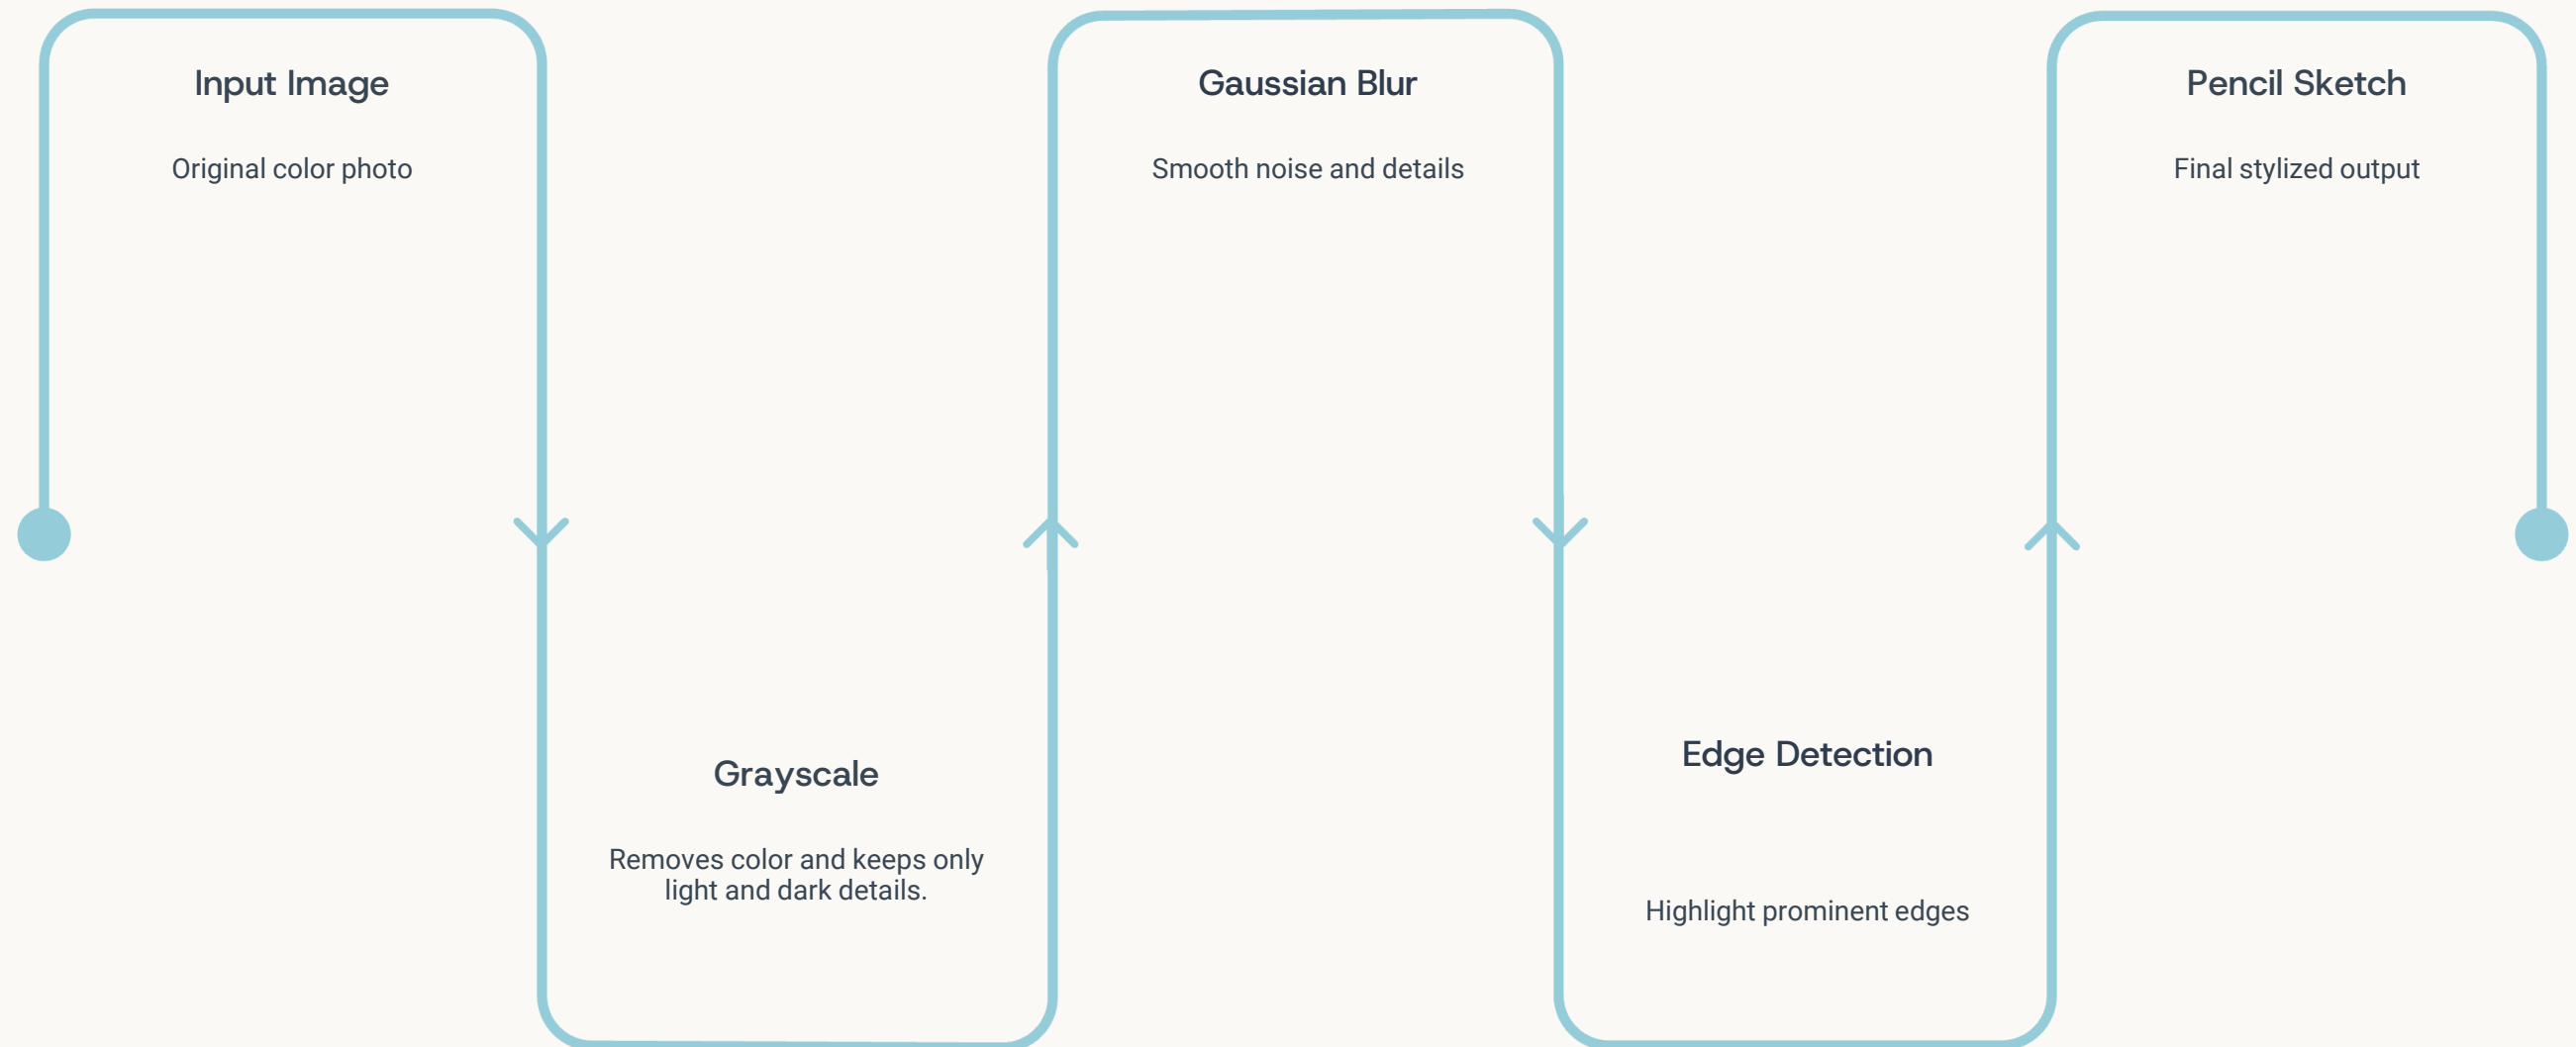 Input Image
Original color photo
Grayscale
Removes color and keeps only
light and dark details.
Gaussian Blur
Smooth noise and details
Edge Detection
Highlight prominent edges
Pencil Sketch
Final stylized output